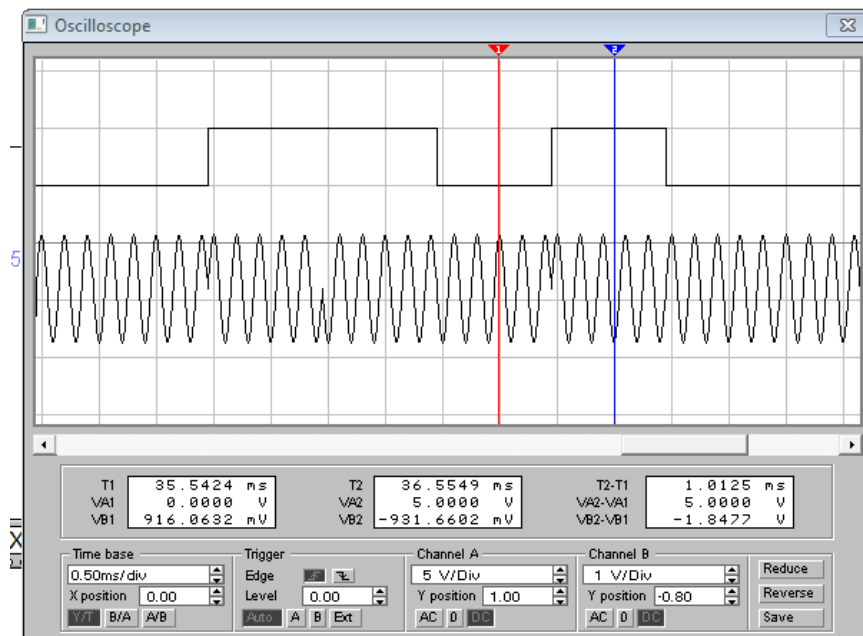 Oscilloscope
1 2
5
T1 35.5424 ms T2 36.5549 ms T2-T1 1.0125 ms
VA1 0.0000 V VA2 5.0000 V VA2-VA1 5.0000 V
VB1 916.0632 mV VB2 -931.6602 mV VB2-VB1 -1.8477 V
X
Time base Trigger Channel A Channel B
0.50ms/div Edge 5 V/Div 1 V/Div Reduce
X position 0.00 Level 0.00 Y position 1.00 Y position -0.80 Reverse
Y/T B/A A/B Auto A B Ext AC 0 DC AC 0 DC Save